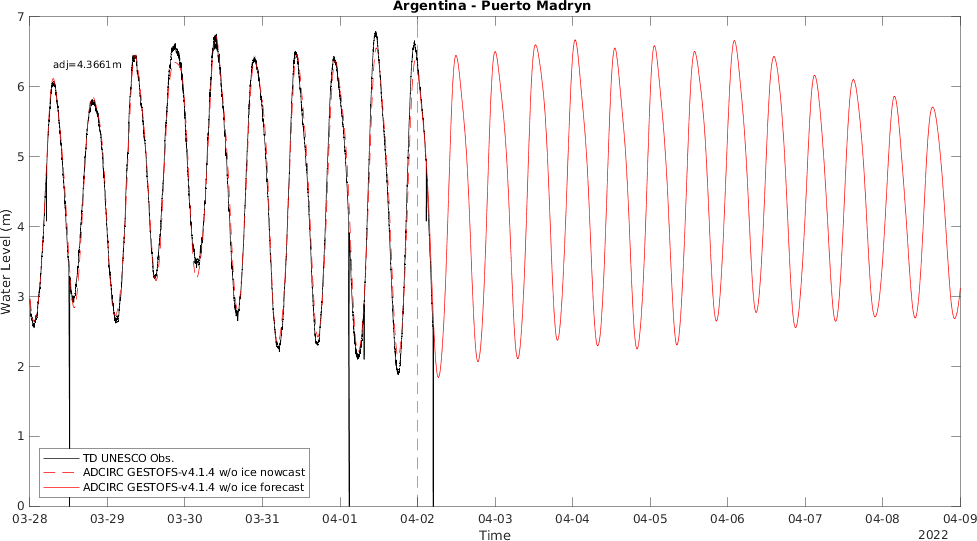 Argentina - Puerto Madryn
7
6
5
4
3
2
1
0
Water Level (m)
adj=4.3661m
TD UNESCO Obs.
ADCIRC GESTOFS-v4.1.4 w/o ice nowcast
ADCIRC GESTOFS-v4.1.4 w/o ice forecast
03-28 03-29 03-30 03-31 04-01 04-02 04-03 04-04 04-05 04-06 04-07 04-08 04-09
Time
2022